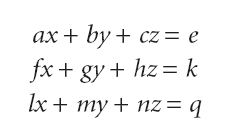 ax + by + cz = e
fx + gy + hz = k
lx + my + nz = q